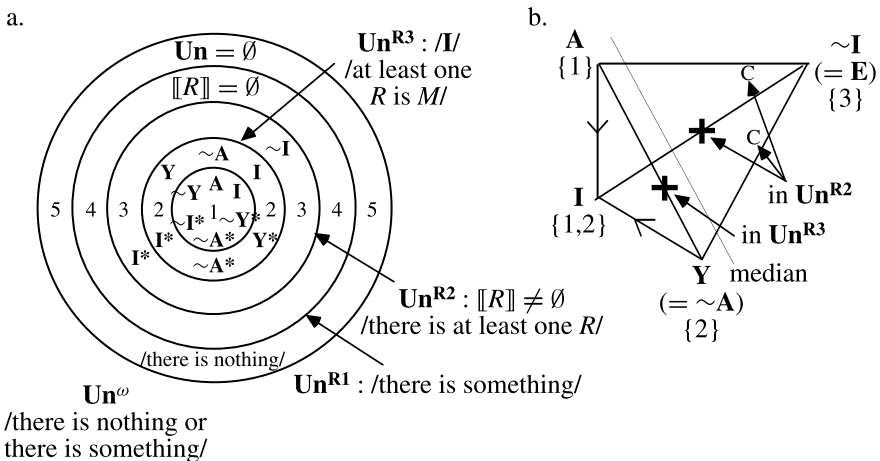 a.
Un = ∅
⟦R⟧ = ∅
Un^R3 : /I/
/at least one
R is M/
~A
~I
Y
I
~Y
A
I
5
4
3
2
1
2
3
4
5
~I*
~Y*
I*
~A*
Y*
I*
~A*
Un^R2 : ⟦R⟧ ≠ ∅
/there is at least one R/
/there is nothing/
Un^R1 : /there is something/
Un^ω
/there is nothing or
there is something/
b.
A
{1}
~I
(= E)
{3}
C
C
I
{1,2}
in Un^R2
in Un^R3
Y
median
(= ~A)
{2}